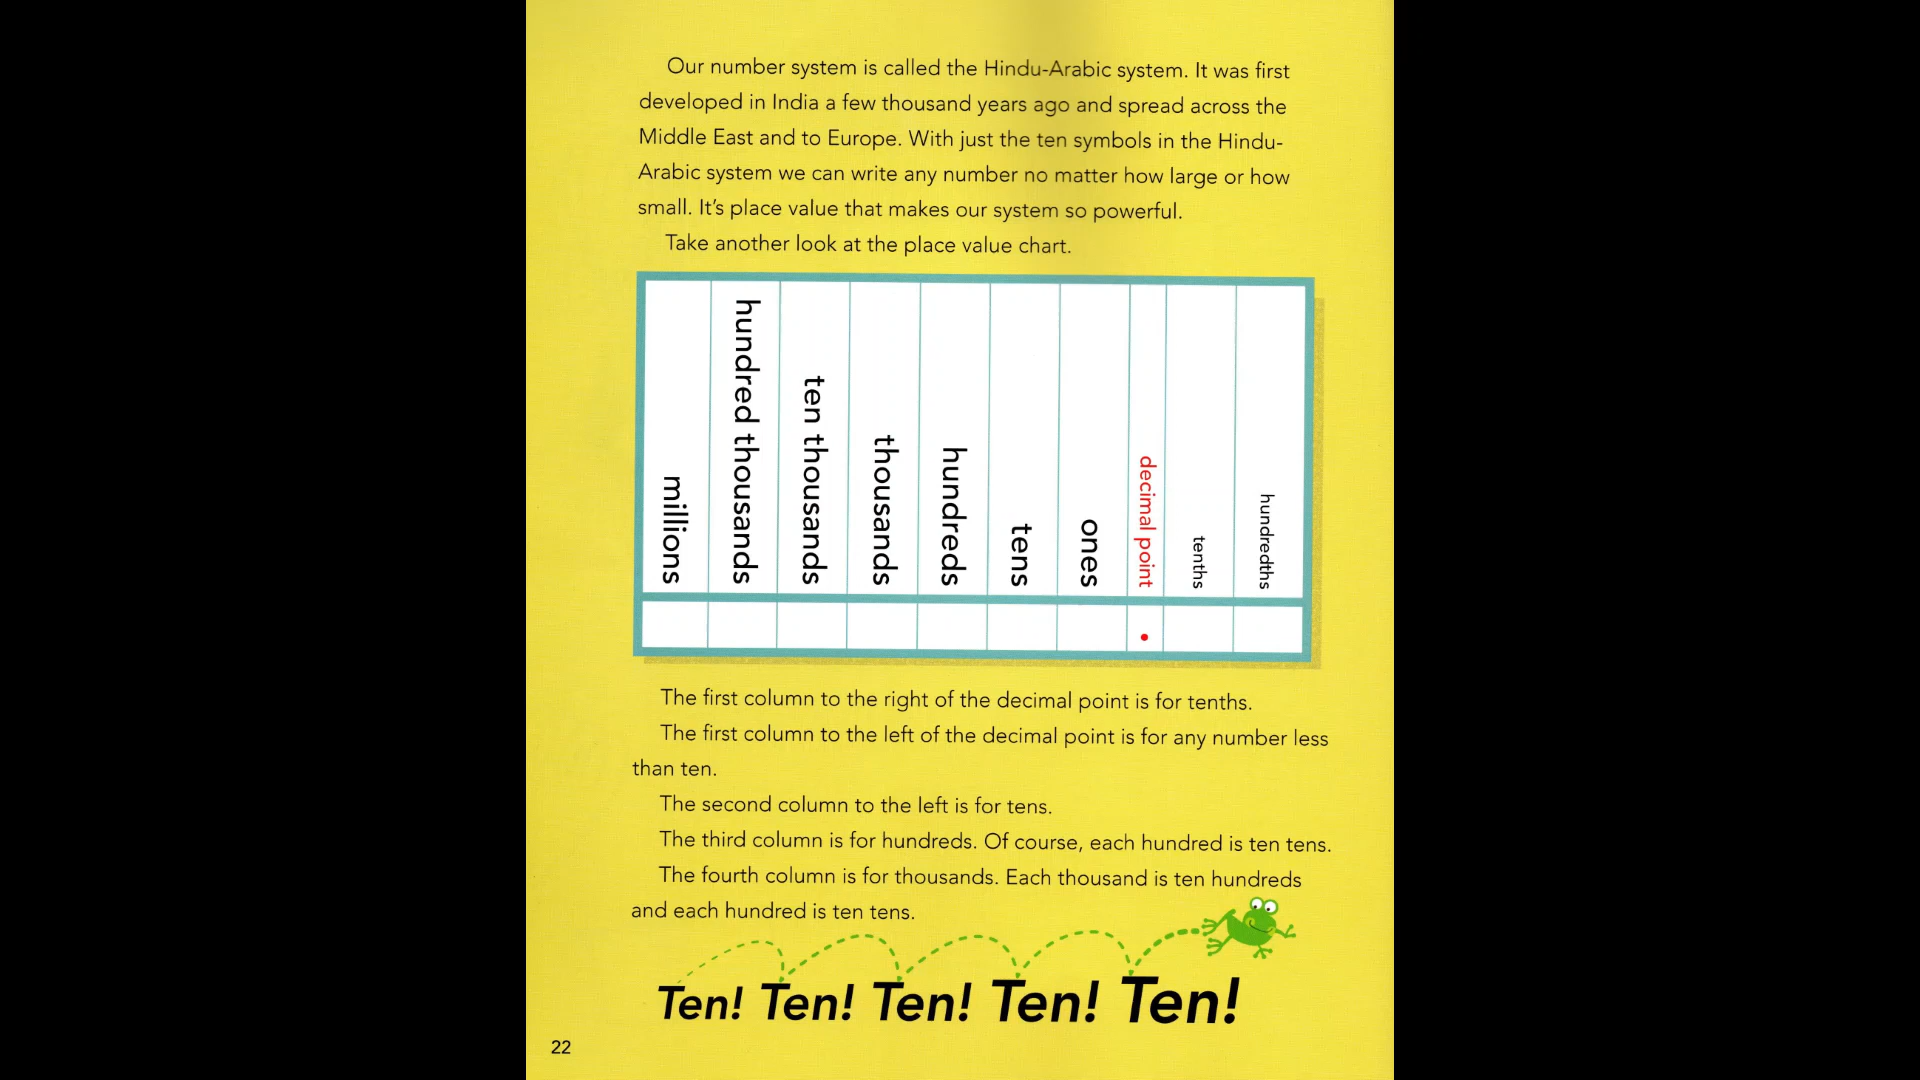 Our number system is called the Hindu-Arabic system. It was first
developed in India a few thousand years ago and spread across the
Middle East and to Europe. With just the ten symbols in the Hindu-
Arabic system we can write any number no matter how large or how
small. It's place value that makes our system so powerful.
Take another look at the place value chart.
millions
hundred thousands
ten thousands
thousands
hundreds
tens
ones
decimal point
tenths
hundredths
•
The first column to the right of the decimal point is for tenths.
The first column to the left of the decimal point is for any number less
than ten.
The second column to the left is for tens.
The third column is for hundreds. Of course, each hundred is ten tens.
The fourth column is for thousands. Each thousand is ten hundreds
and each hundred is ten tens.
Ten! Ten! Ten! Ten! Ten!
22